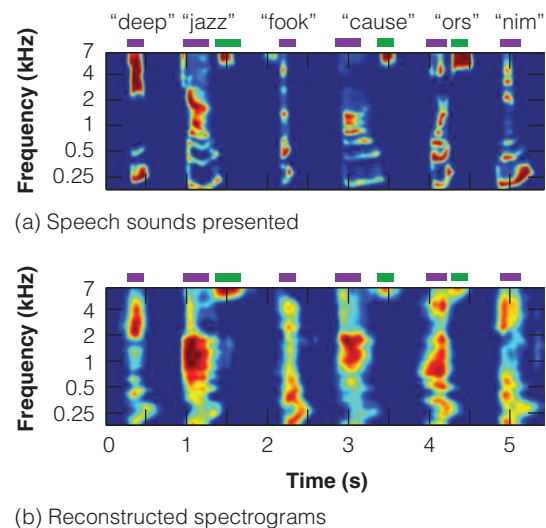 “deep” “jazz” “fook” “cause” “ors” “nim”
7
4
2
1
0.5
0.25
Frequency (kHz)
(a) Speech sounds presented
7
4
2
1
0.5
0.25
Frequency (kHz)
0 1 2 3 4 5
Time (s)
(b) Reconstructed spectrograms